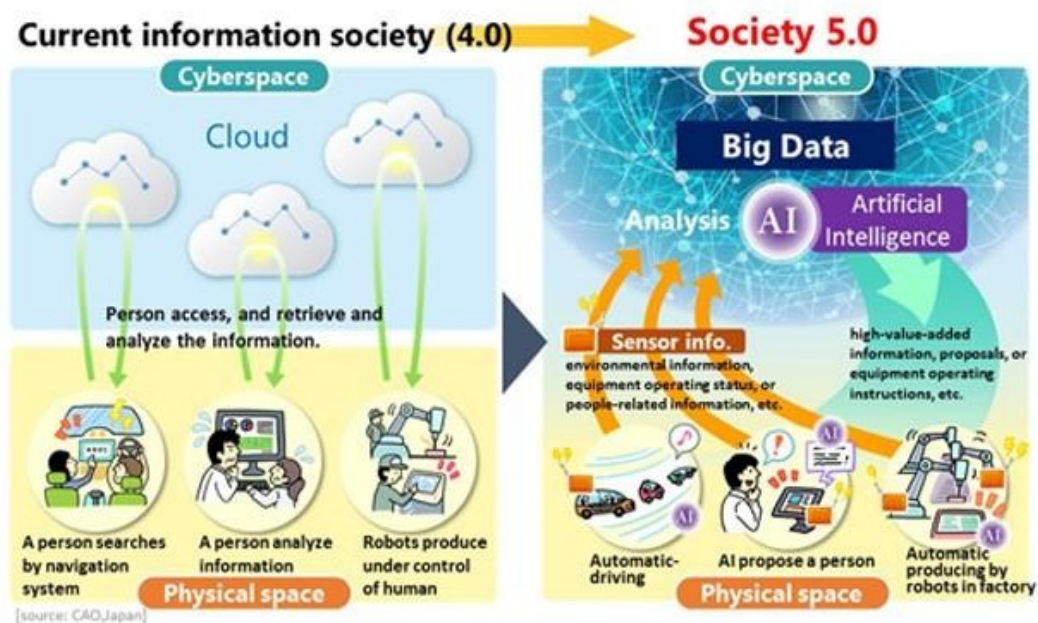 Current information society (4.0)
Society 5.0
Cyberspace
Cloud
Person access, and retrieve and
analyze the information.
A person searches
by navigation
system
A person analyze
information
Robots produce
under control
of human
Physical space
[source: CAO,Japan]
Cyberspace
Big Data
Analysis
AI
Artificial
Intelligence
Sensor info.
environmental information,
equipment operating status, or
people-related information, etc.
high-value-added
information, proposals, or
equipment operating
instructions, etc.
AI
AI
AI
Automatic-
driving
AI propose a person
Automatic
producing by
robots in factory
Physical space